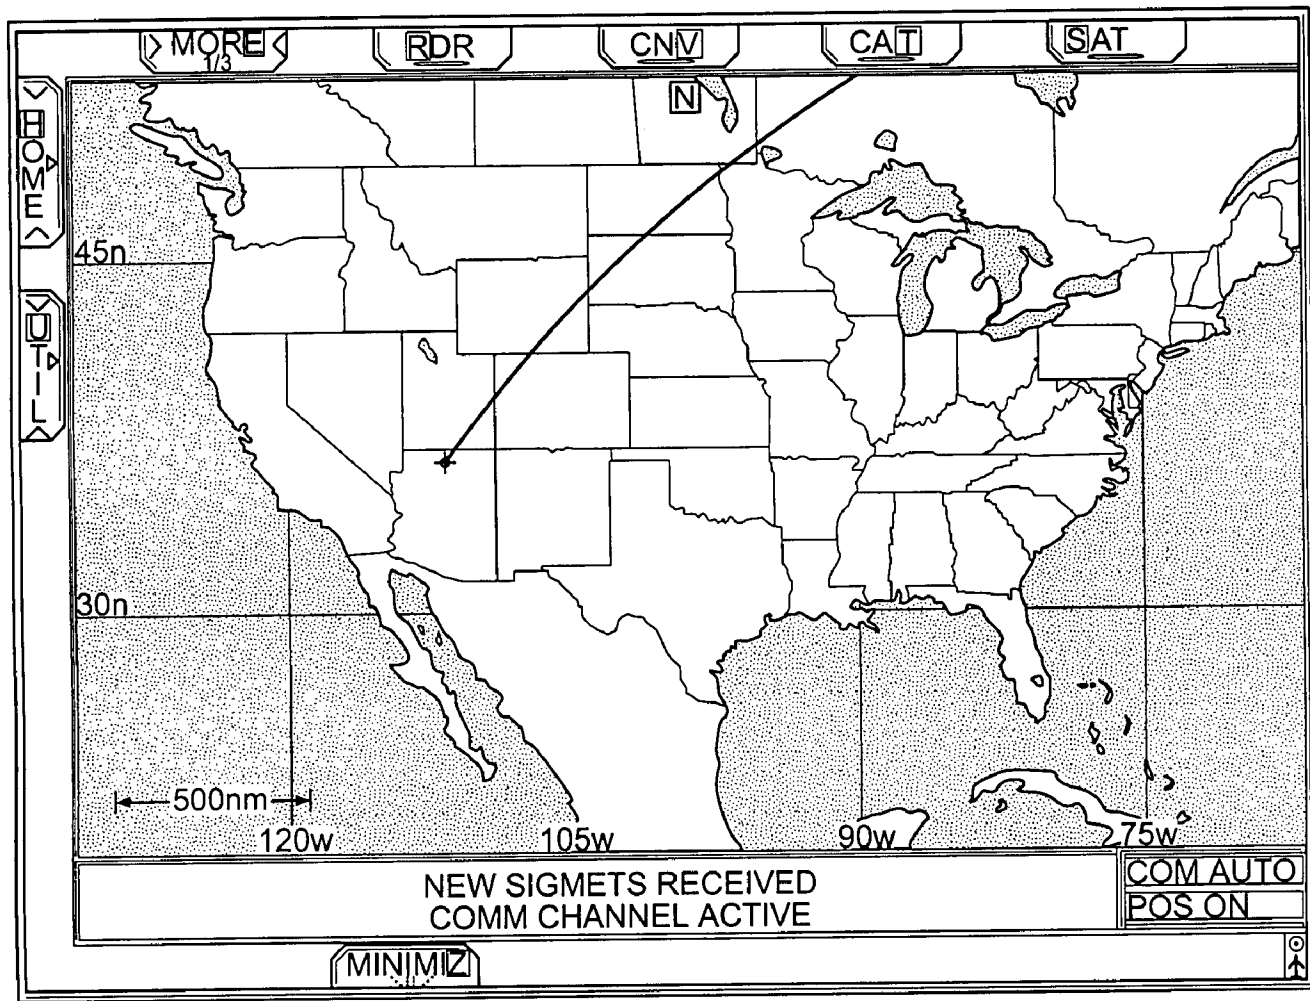 MORE
1/3
RDR
CNV
CAT
SAT
HOME
UTIL
N
45n
30n
500nm
120w
105w
90w
75w
NEW SIGMETS RECEIVED
COMM CHANNEL ACTIVE
COM AUTO
POS ON
MINIMIZ